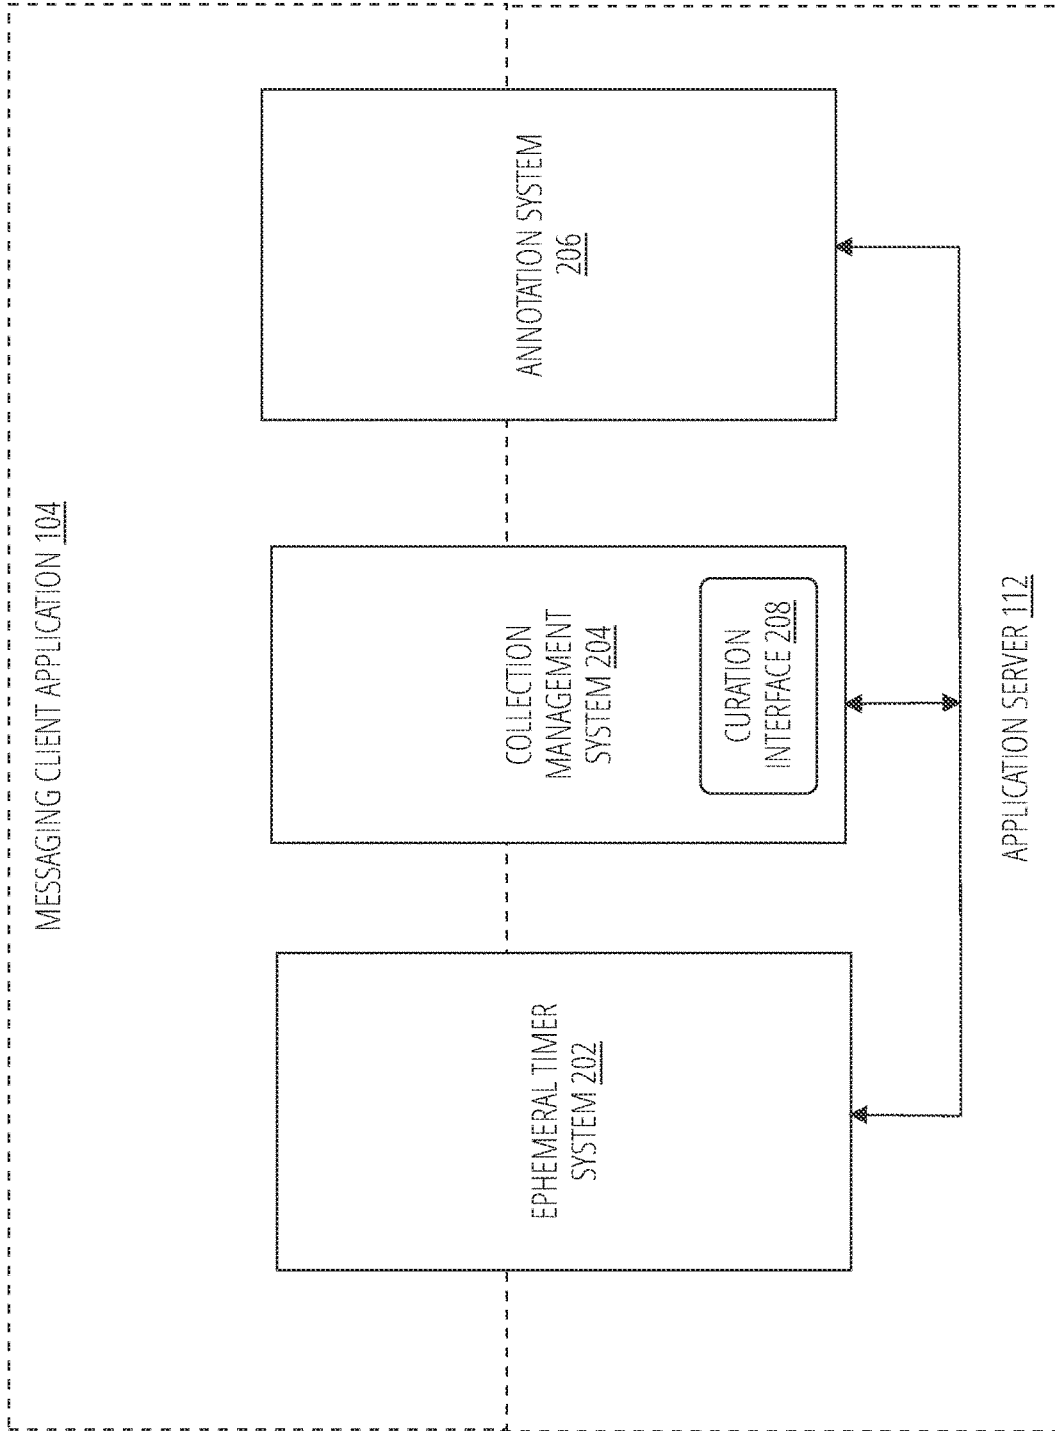 MESSAGING CLIENT APPLICATION 104
EPHEMERAL TIMER
SYSTEM 202
COLLECTION
MANAGEMENT
SYSTEM 204
CURATION
INTERFACE 208
ANNOTATION SYSTEM
206
APPLICATION SERVER 112